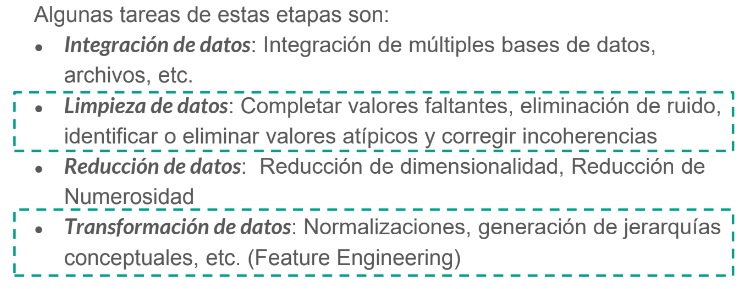 Algunas tareas de estas etapas son:
● Integración de datos: Integración de múltiples bases de datos,
archivos, etc.
● Limpieza de datos: Completar valores faltantes, eliminación de ruido,
identificar o eliminar valores atípicos y corregir incoherencias
● Reducción de datos:  Reducción de dimensionalidad, Reducción de
Numerosidad
● Transformación de datos: Normalizaciones, generación de jerarquías
conceptuales, etc. (Feature Engineering)